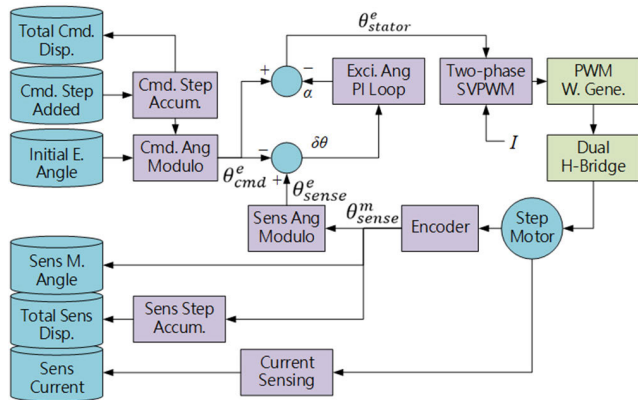 Total Cmd.
Disp.
Cmd. Step
Added
Initial E.
Angle
Cmd. Step
Accum.
Cmd. Ang
Modulo
θ^e_cmd
θ^e_stator
+
−
α
−
+
δθ
θ^e_sense
Exci. Ang
PI Loop
Two-phase
SVPWM
I
PWM
W. Gene.
Dual
H-Bridge
Step
Motor
Encoder
θ^m_sense
Sens Ang
Modulo
Sens M.
Angle
Total Sens
Disp.
Sens Step
Accum.
Sens
Current
Current
Sensing